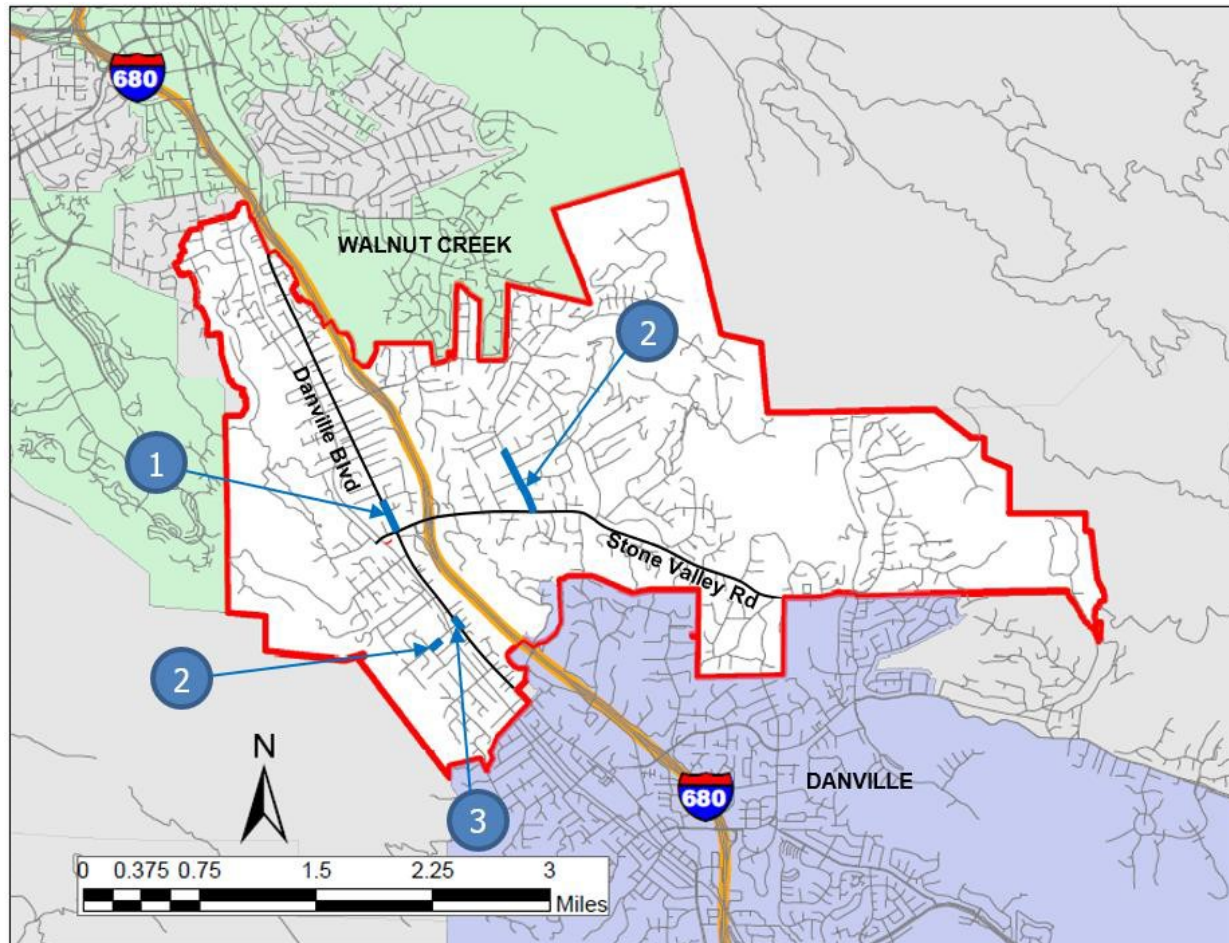 680
WALNUT CREEK
2
Danville Blvd
1
Stone Valley Rd
2
N
DANVILLE
680
3
0 0.375 0.75 1.5 2.25 3
Miles